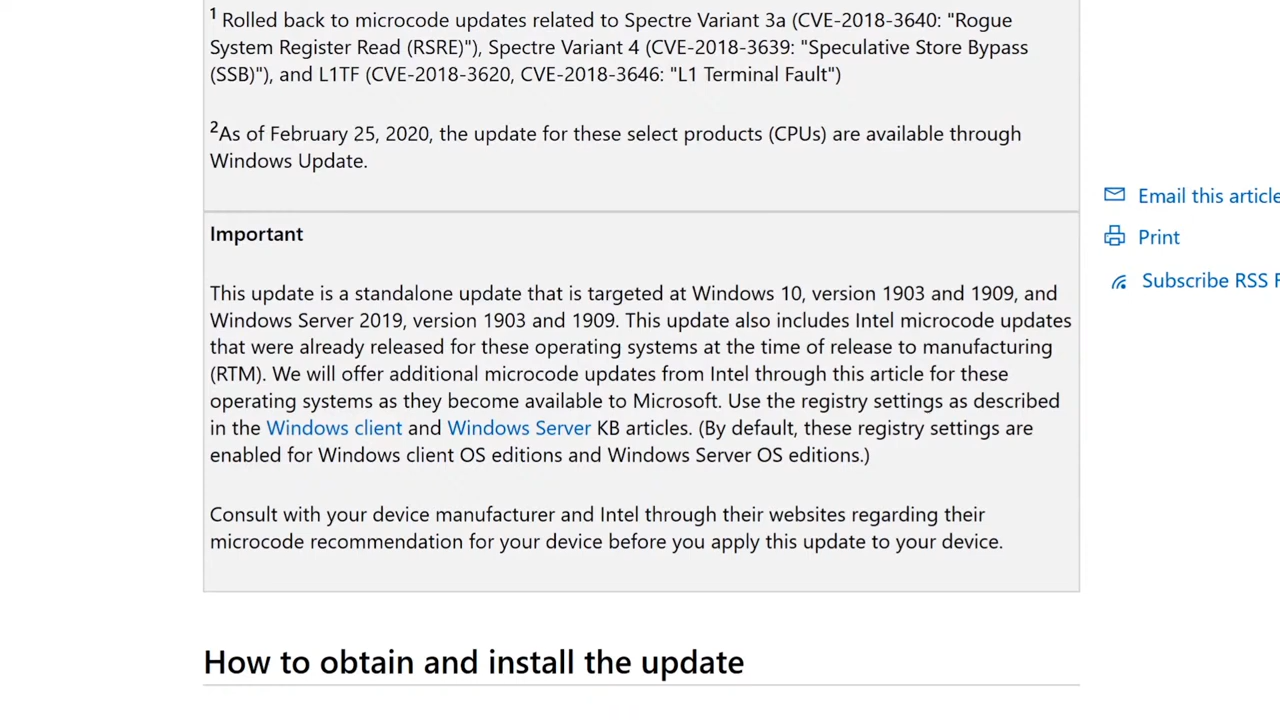 1 Rolled back to microcode updates related to Spectre Variant 3a (CVE-2018-3640: "Rogue
System Register Read (RSRE)"), Spectre Variant 4 (CVE-2018-3639: "Speculative Store Bypass
(SSB)"), and L1TF (CVE-2018-3620, CVE-2018-3646: "L1 Terminal Fault")
2As of February 25, 2020, the update for these select products (CPUs) are available through
Windows Update.
Email this article
Print
Subscribe RSS F
Important
This update is a standalone update that is targeted at Windows 10, version 1903 and 1909, and
Windows Server 2019, version 1903 and 1909. This update also includes Intel microcode updates
that were already released for these operating systems at the time of release to manufacturing
(RTM). We will offer additional microcode updates from Intel through this article for these
operating systems as they become available to Microsoft. Use the registry settings as described
in the Windows client and Windows Server KB articles. (By default, these registry settings are
enabled for Windows client OS editions and Windows Server OS editions.)
Consult with your device manufacturer and Intel through their websites regarding their
microcode recommendation for your device before you apply this update to your device.
How to obtain and install the update